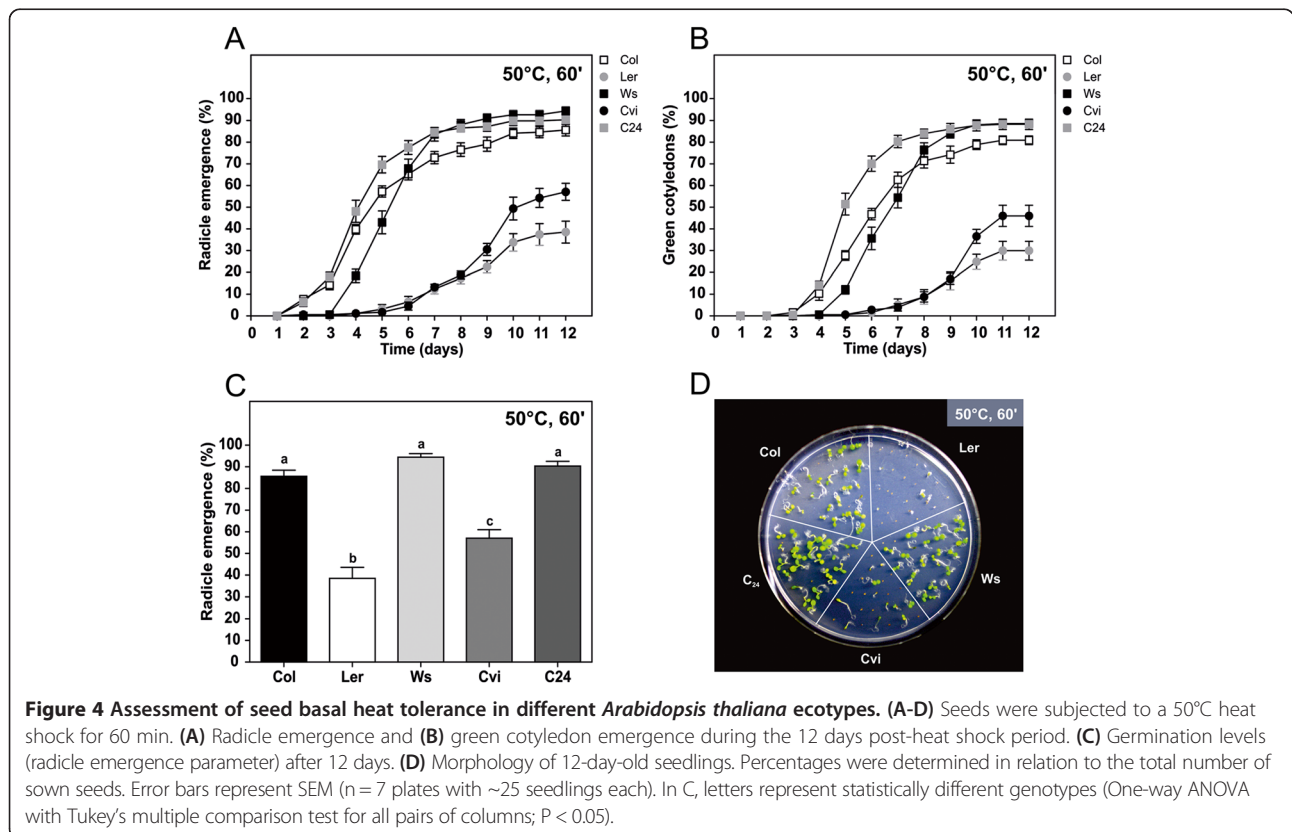 A
50°C, 60'
Col
Ler
Ws
Cvi
C24
Radicle emergence (%)
100
90
80
70
60
50
40
30
20
10
0
0 1 2 3 4 5 6 7 8 9 10 11 12
Time (days)
B
50°C, 60'
Col
Ler
Ws
Cvi
C24
Green cotyledons (%)
100
90
80
70
60
50
40
30
20
10
0
0 1 2 3 4 5 6 7 8 9 10 11 12
Time (days)
C
50°C, 60'
Radicle emergence (%)
100
90
80
70
60
50
40
30
20
10
0
a
b
a
c
a
Col Ler Ws Cvi C24
D
50°C, 60'
Col
Ler
C24
Ws
Cvi
Figure 4 Assessment of seed basal heat tolerance in different Arabidopsis thaliana ecotypes. (A-D) Seeds were subjected to a 50°C heat
shock for 60 min. (A) Radicle emergence and (B) green cotyledon emergence during the 12 days post-heat shock period. (C) Germination levels
(radicle emergence parameter) after 12 days. (D) Morphology of 12-day-old seedlings. Percentages were determined in relation to the total number of
sown seeds. Error bars represent SEM (n = 7 plates with ~25 seedlings each). In C, letters represent statistically different genotypes (One-way ANOVA
with Tukey's multiple comparison test for all pairs of columns; P < 0.05).